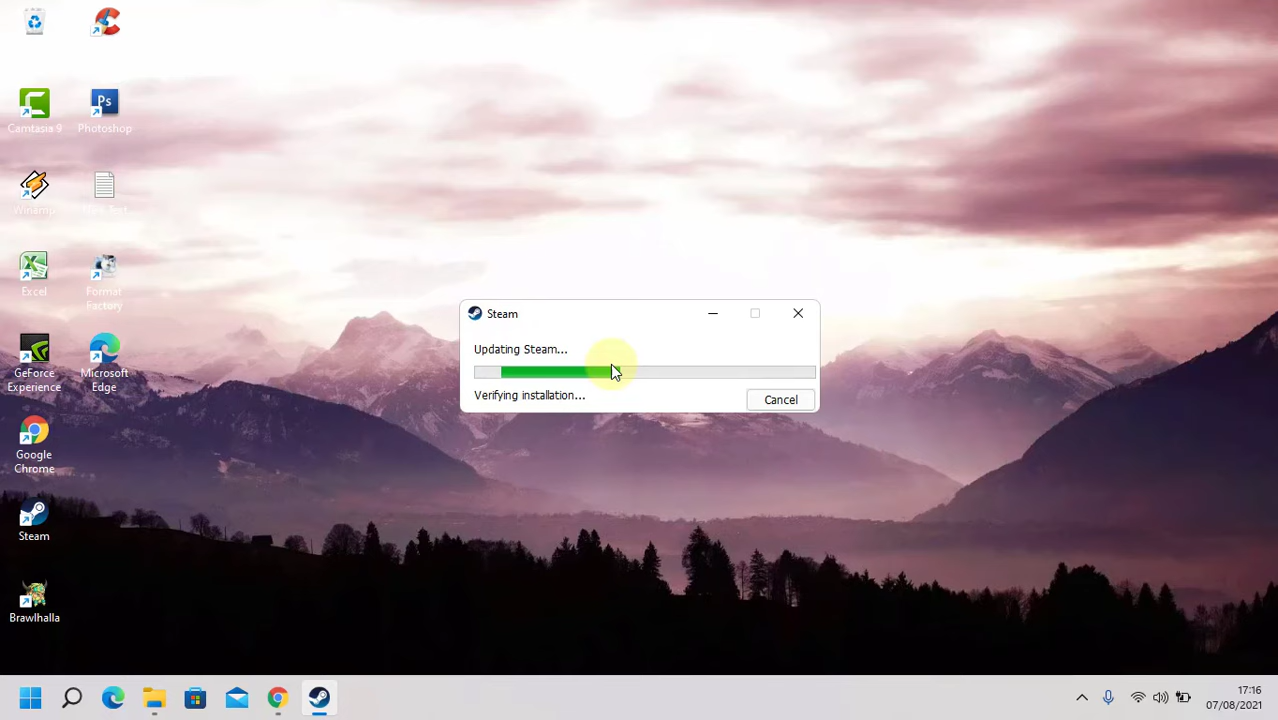 Camtasia 9
Ps
Photoshop
Winamp
Excel
Format
Factory
GeForce
Experience
Microsoft
Edge
Google
Chrome
Steam
Brawlhalla
Steam
Updating Steam...
Verifying installation...
Cancel
17:16
07/08/2021